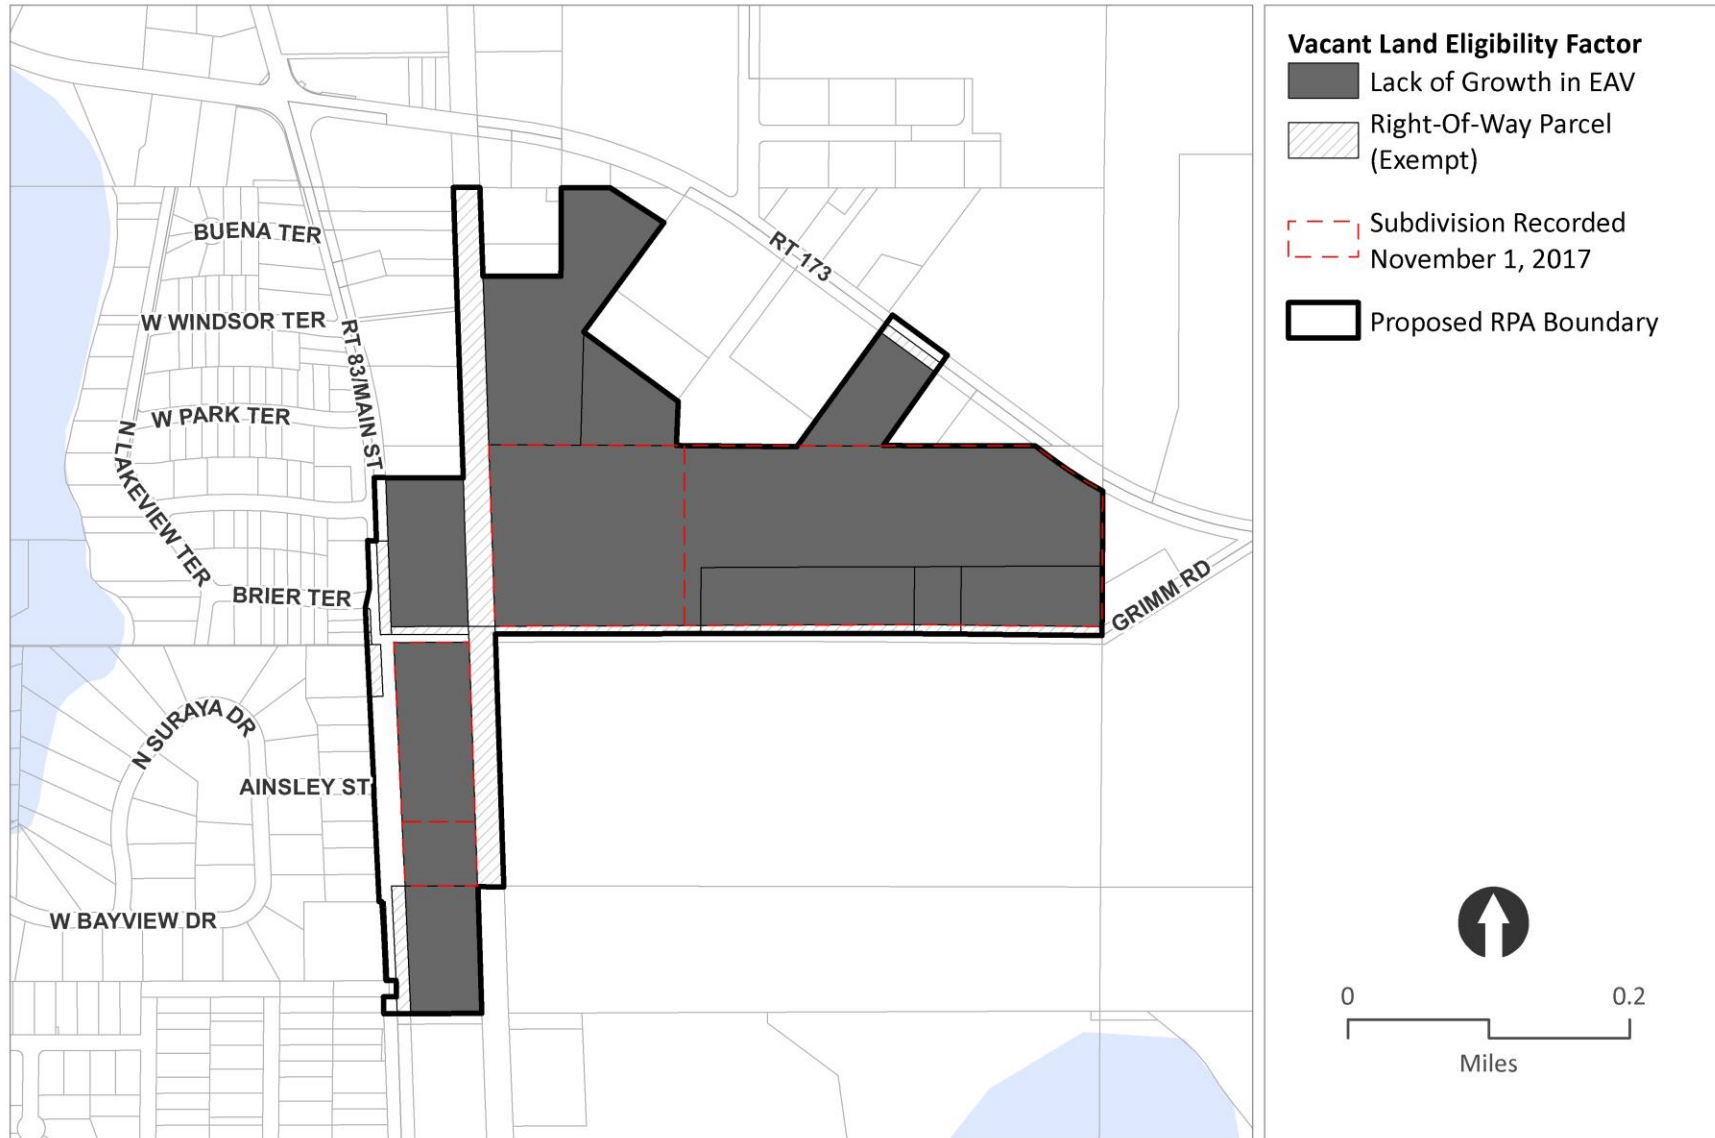 BUENA TER
W WINDSOR TER
RT 83/MAIN ST
W PARK TER
N LAKEVIEW TER
BRIER TER
RT 173
GRIMM RD
N SURAYA DR
AINSLEY ST
W BAYVIEW DR
Vacant Land Eligibility Factor
Lack of Growth in EAV
Right-Of-Way Parcel
(Exempt)
Subdivision Recorded
November 1, 2017
Proposed RPA Boundary
0 0.2
Miles